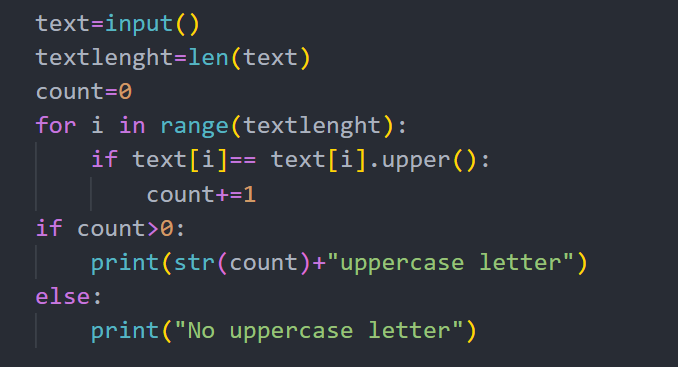 text=input()
textlenght=len(text)
count=0
for i in range(textlenght):
    if text[i]== text[i].upper():
        count+=1
if count>0:
    print(str(count)+"uppercase letter")
else:
    print("No uppercase letter")